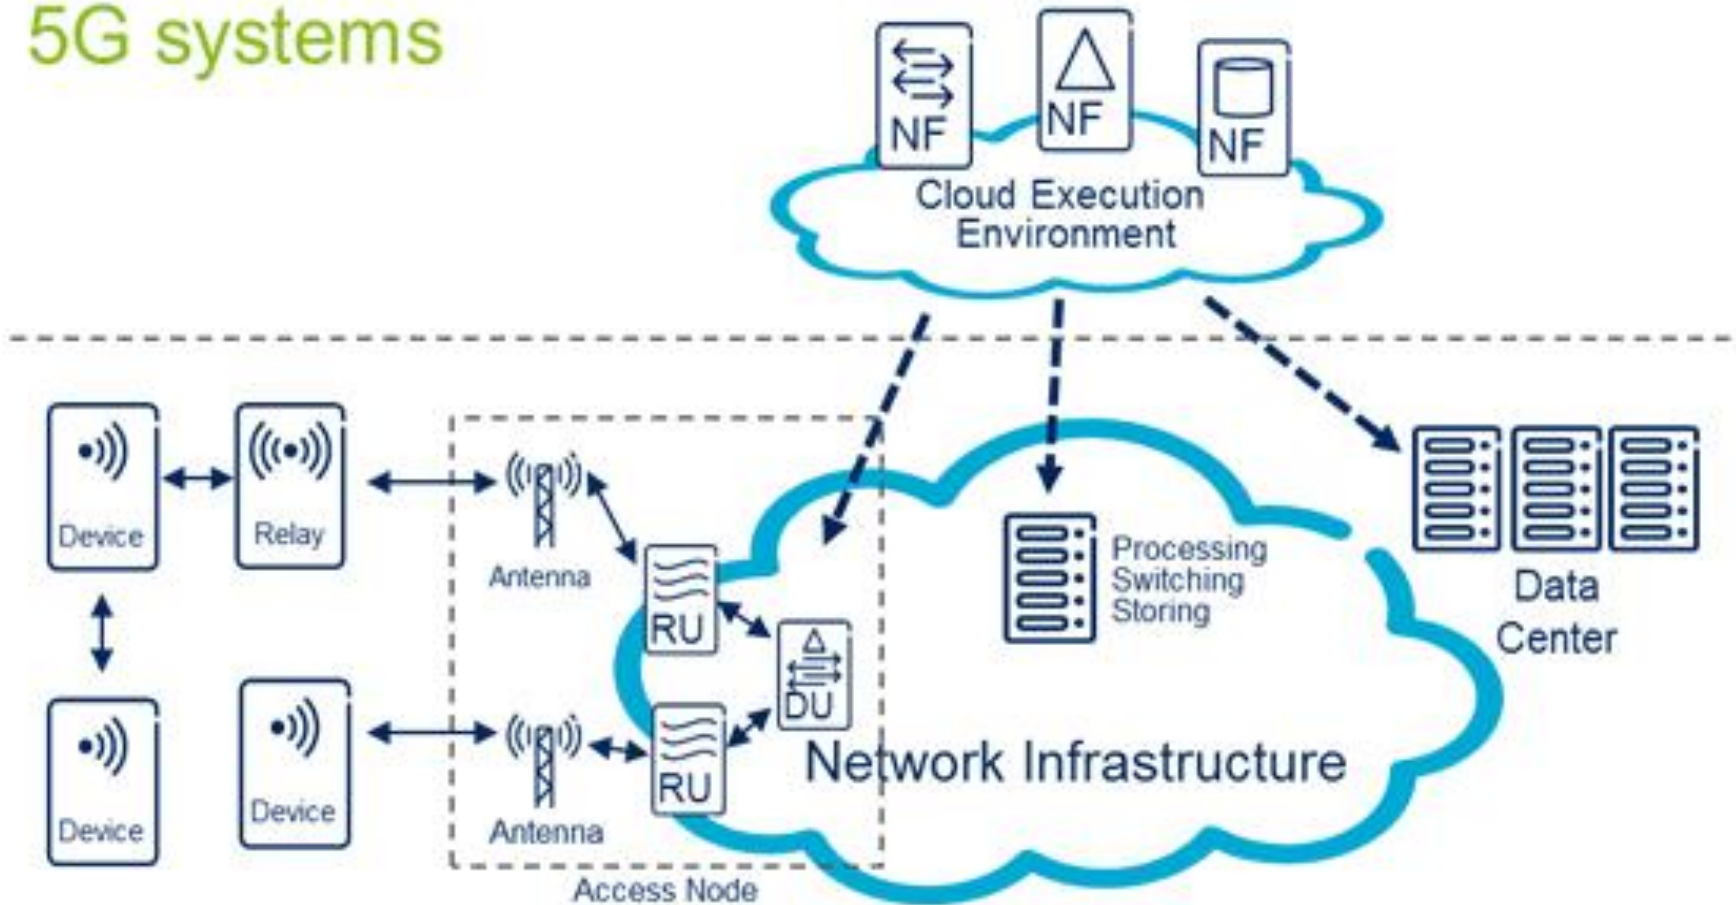 5G systems
NF
NF
NF
Cloud Execution
Environment
Device
Relay
Antenna
RU
Processing
Switching
Storing
Data
Center
DU
Device
Device
Antenna
RU
Network Infrastructure
Access Node